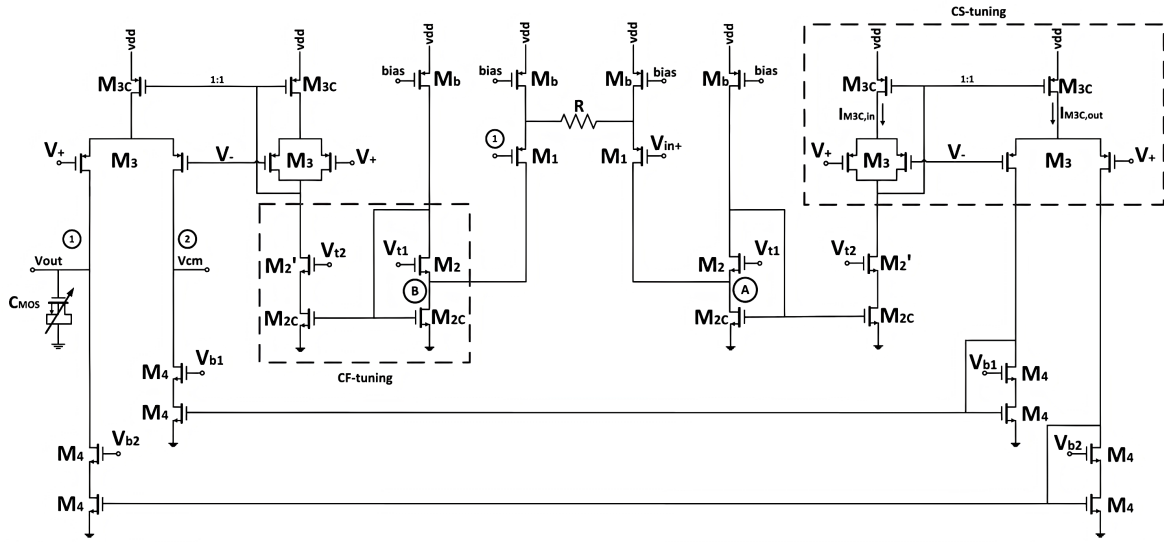 CS-tuning
vdd vdd vdd vdd vdd vdd vdd vdd
M3C 1:1 M3C bias Mb bias Mb Mb bias Mb bias M3C 1:1 M3C
R
IM3C,in IM3C,out
V+ M3 V- M3 V+ 1 M1 M1 Vin+ V+ M3 V- M3 V+
1 2 Vt2 Vt1 M2 M2 Vt1 Vt2
Vout Vcm M2' B A M2'
CMOS M2C M2C M2C M2C
CF-tuning
M4 Vb1 Vb1 M4
M4 M4
M4 Vb2 Vb2 M4
M4 M4